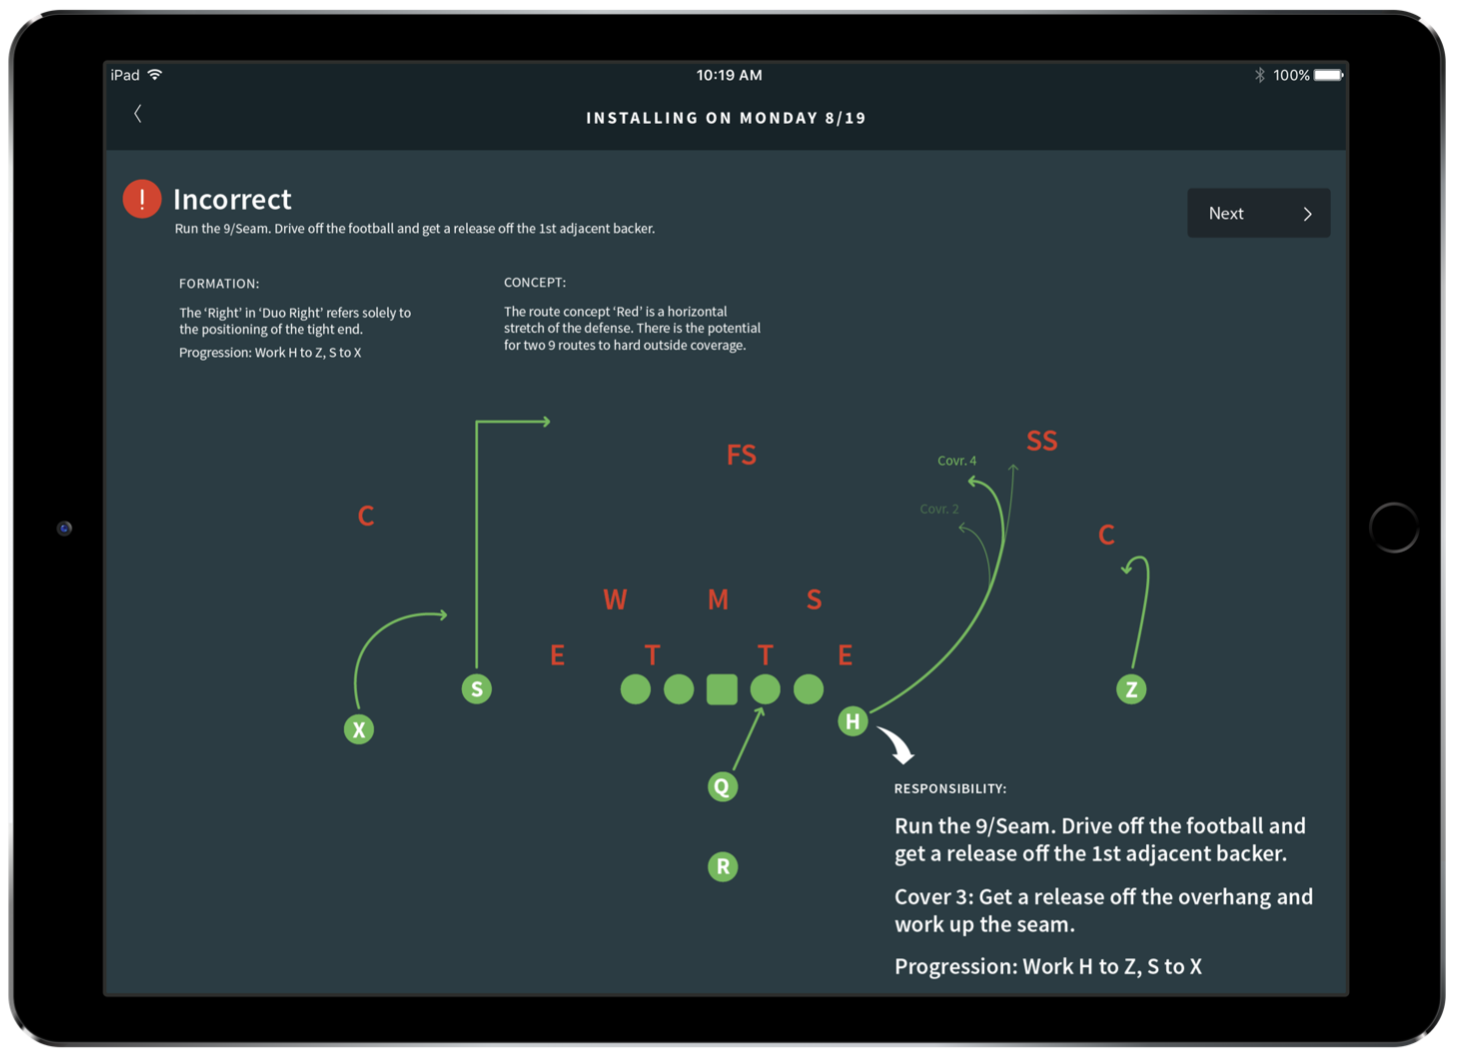 iPad
10:19 AM
100%
INSTALLING ON MONDAY 8/19
!
Incorrect
Run the 9/Seam. Drive off the football and get a release off the 1st adjacent backer.
Next
FORMATION:
The ‘Right’ in ‘Duo Right’ refers solely to
the positioning of the tight end.
Progression: Work H to Z, S to X
CONCEPT:
The route concept ‘Red’ is a horizontal
stretch of the defense. There is the potential
for two 9 routes to hard outside coverage.
SS
FS
Covr. 4
Covr. 2
C
C
W
M
S
E
T
T
E
S
Z
X
H
Q
R
RESPONSIBILITY:
Run the 9/Seam. Drive off the football and
get a release off the 1st adjacent backer.
Cover 3: Get a release off the overhang and
work up the seam.
Progression: Work H to Z, S to X